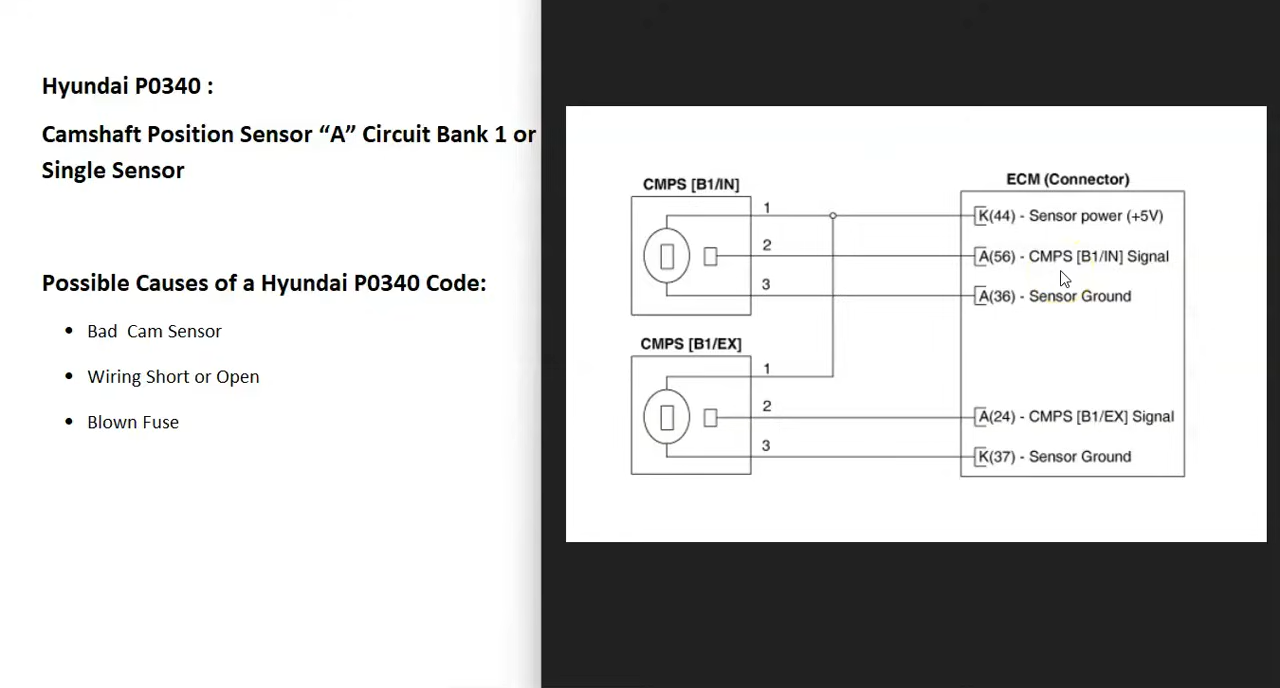 Hyundai P0340 :
Camshaft Position Sensor “A” Circuit Bank 1 or
Single Sensor
Possible Causes of a Hyundai P0340 Code:
• Bad  Cam Sensor
• Wiring Short or Open
• Blown Fuse
CMPS [B1/IN]
1
2
3
CMPS [B1/EX]
1
2
3
ECM (Connector)
K(44) - Sensor power (+5V)
A(56) - CMPS [B1/IN] Signal
A(36) - Sensor Ground
A(24) - CMPS [B1/EX] Signal
K(37) - Sensor Ground